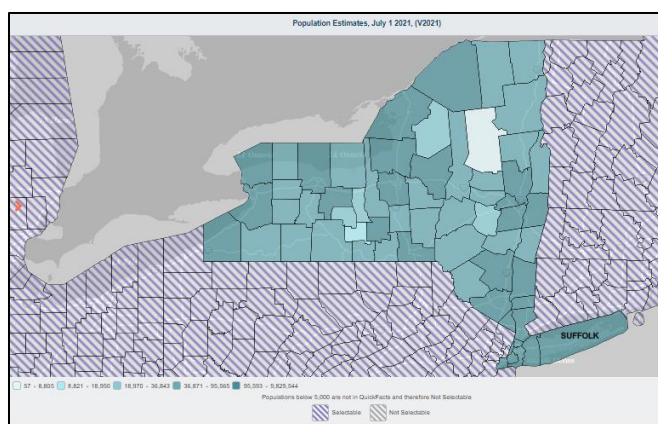 Population Estimates, July 1 2021, (V2021)
SUFFOLK
57 - 8,805
8,821 - 18,950
18,970 - 36,843
36,871 - 95,565
95,593 - 9,829,544
Populations below 5,000 are not in QuickFacts and therefore Not Selectable
Selectable
Not Selectable